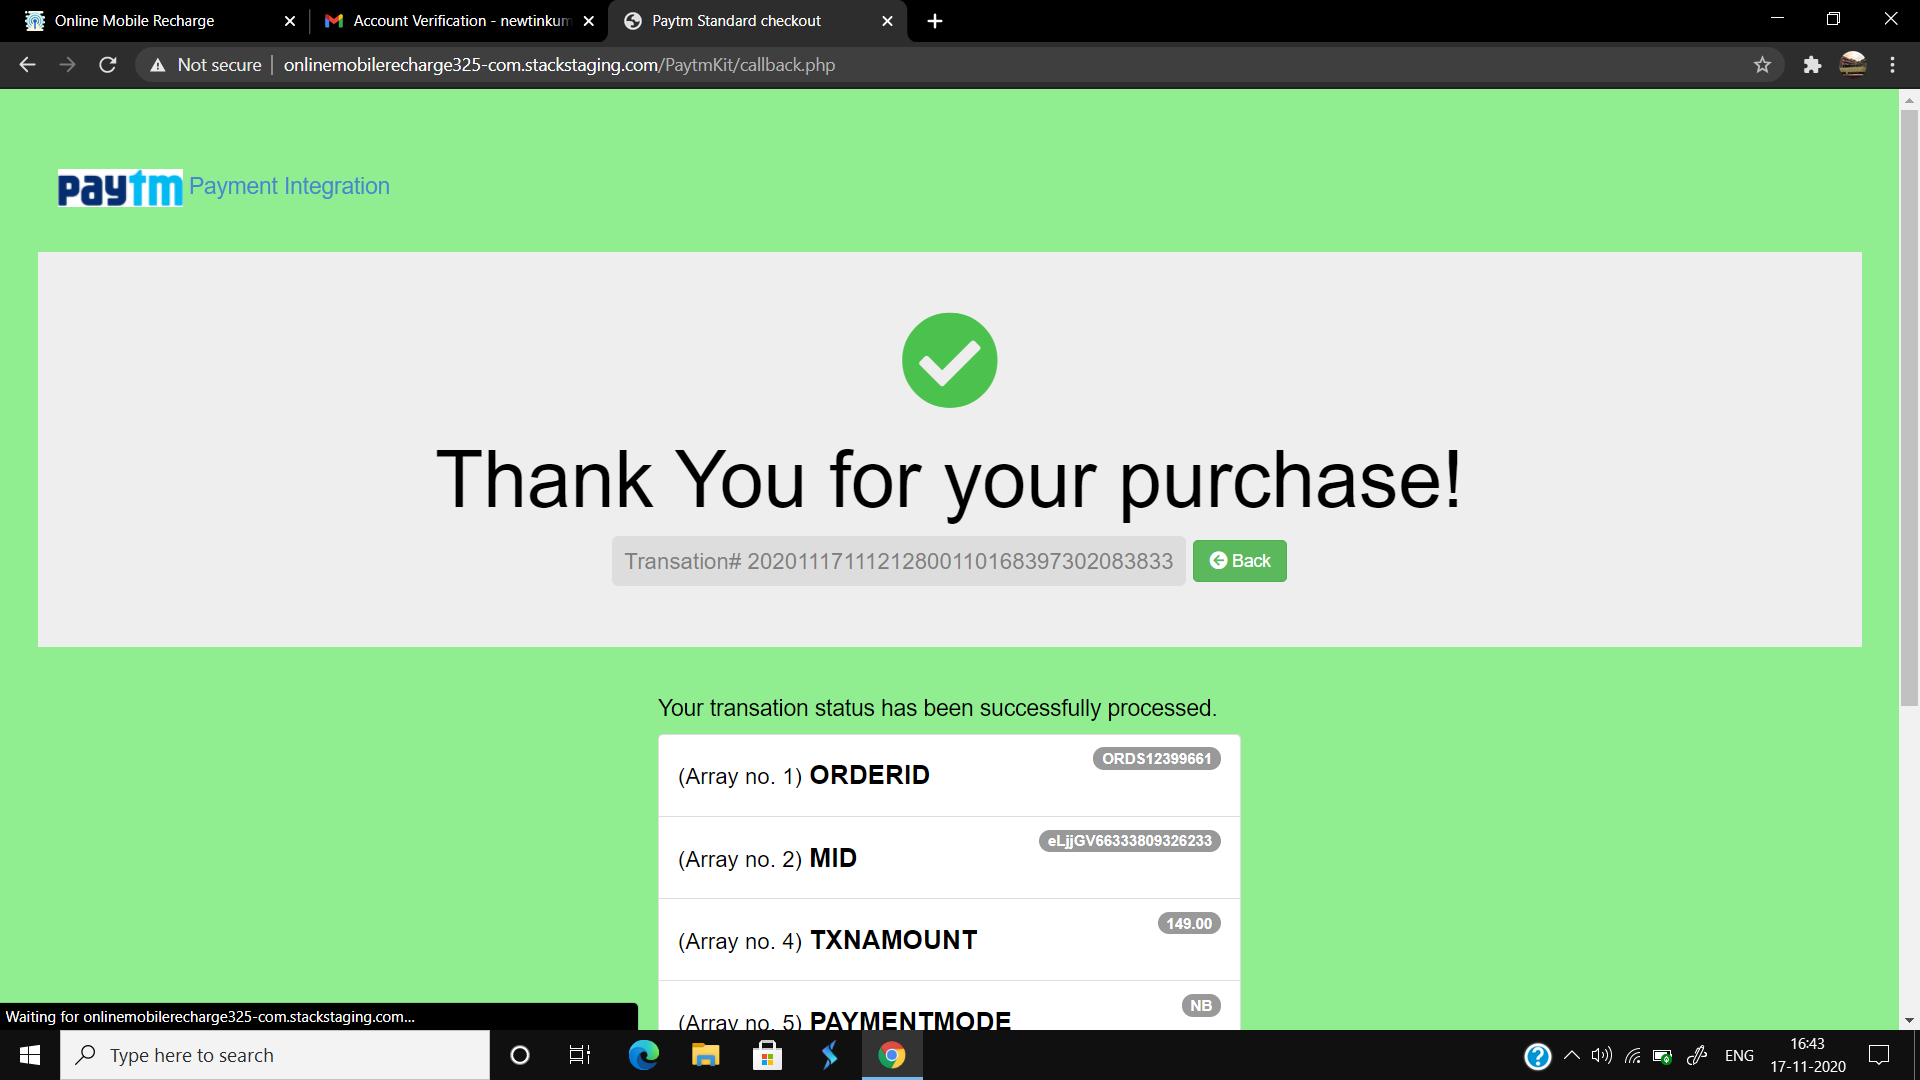 Online Mobile Recharge
Account Verification - newtinkum
Paytm Standard checkout
Not secure
onlinemobilerecharge325-com.stackstaging.com/PaytmKit/callback.php
paytm Payment Integration
Thank You for your purchase!
Transation# 20201117111212800110168397302083833
Back
Your transation status has been successfully processed.
(Array no. 1) ORDERID ORDS12399661
(Array no. 2) MID eLjjGV66333809326233
(Array no. 4) TXNAMOUNT 149.00
(Array no. 5) PAYMENTMODE NB
Waiting for onlinemobilerecharge325-com.stackstaging.com...
Type here to search
ENG
16:43
17-11-2020